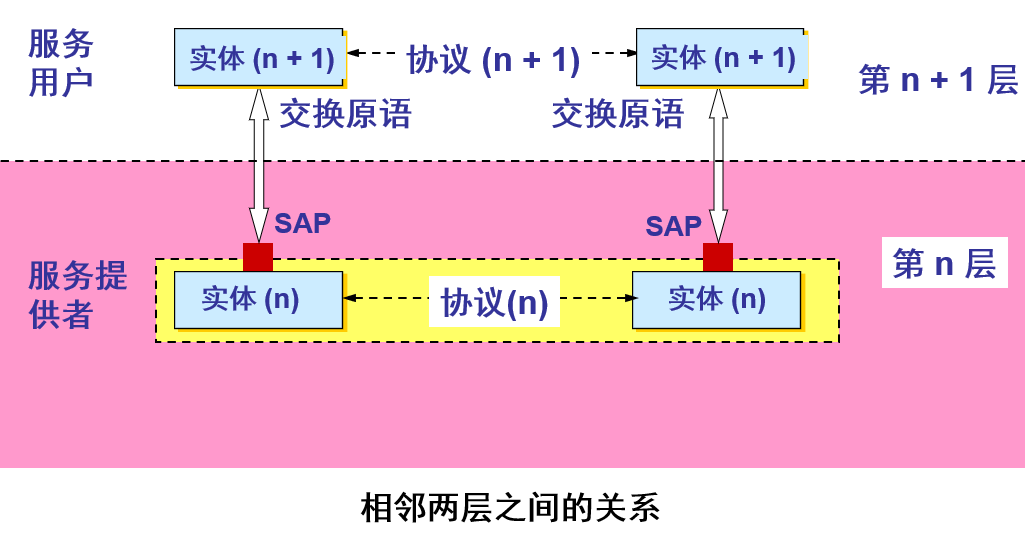 服务
用户
实体 (n + 1)
协议 (n + 1)
实体 (n + 1)
第 n + 1 层
交换原语
交换原语
SAP
SAP
服务提
供者
实体 (n)
协议(n)
实体 (n)
第 n 层
相邻两层之间的关系